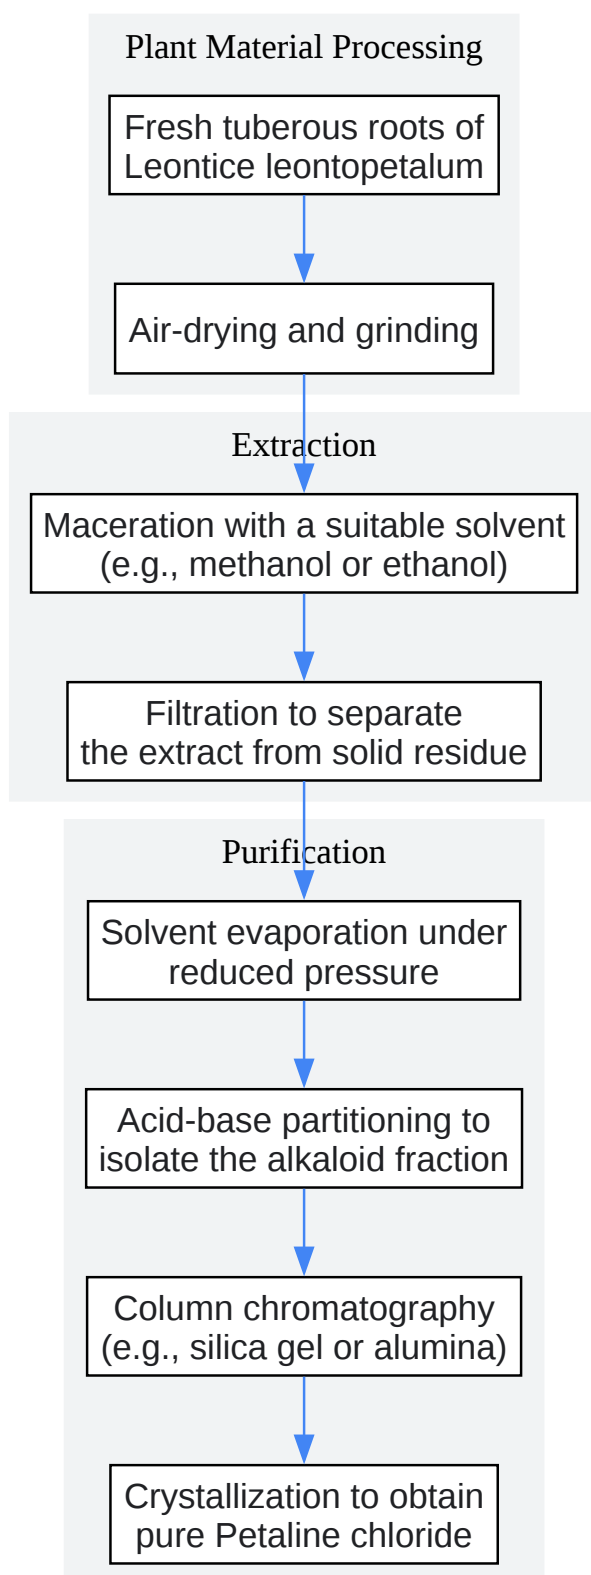 Plant Material Processing
Fresh tuberous roots of
Leontice leontopetalum
Air-drying and grinding
Extraction
Maceration with a suitable solvent
(e.g., methanol or ethanol)
Filtration to separate
the extract from solid residue
Purification
Solvent evaporation under
reduced pressure
Acid-base partitioning to
isolate the alkaloid fraction
Column chromatography
(e.g., silica gel or alumina)
Crystallization to obtain
pure Petaline chloride